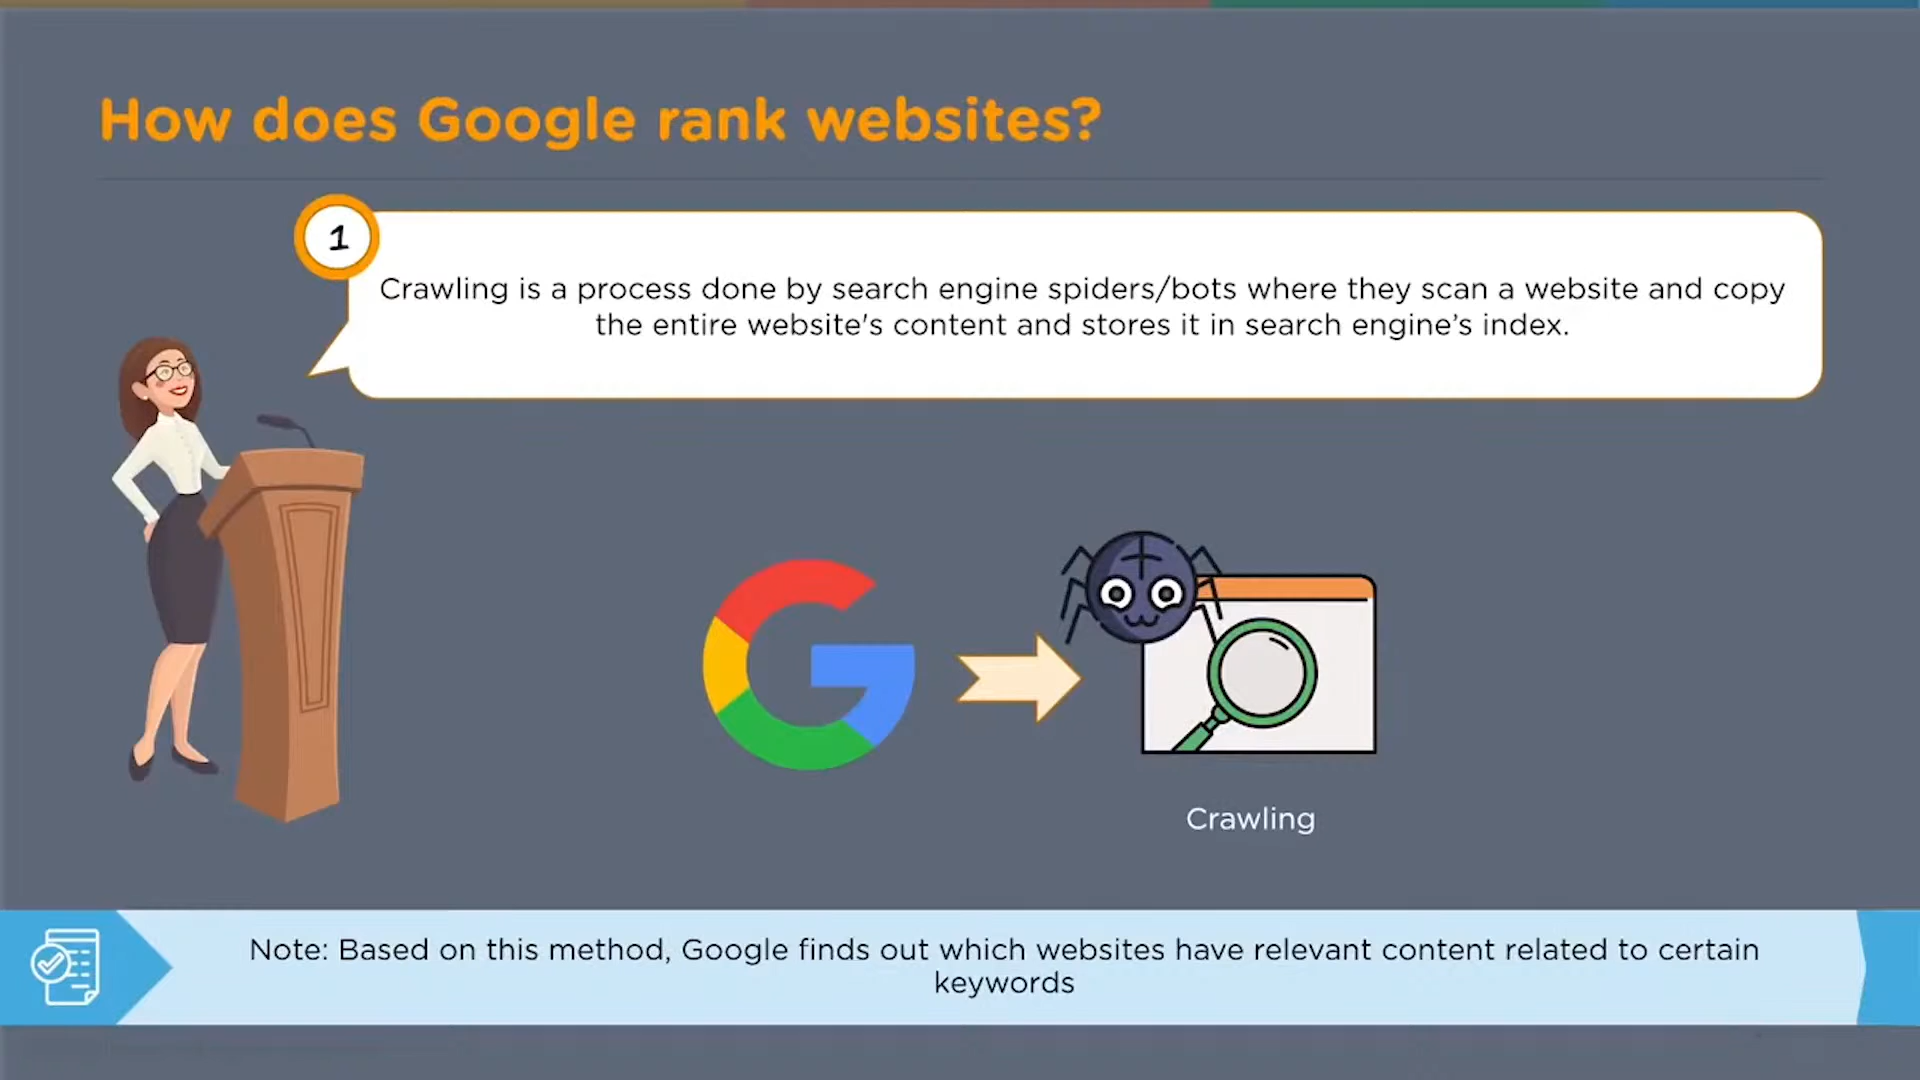 How does Google rank websites?
1
Crawling is a process done by search engine spiders/bots where they scan a website and copy
the entire website's content and stores it in search engine’s index.
Crawling
Note: Based on this method, Google finds out which websites have relevant content related to certain
keywords